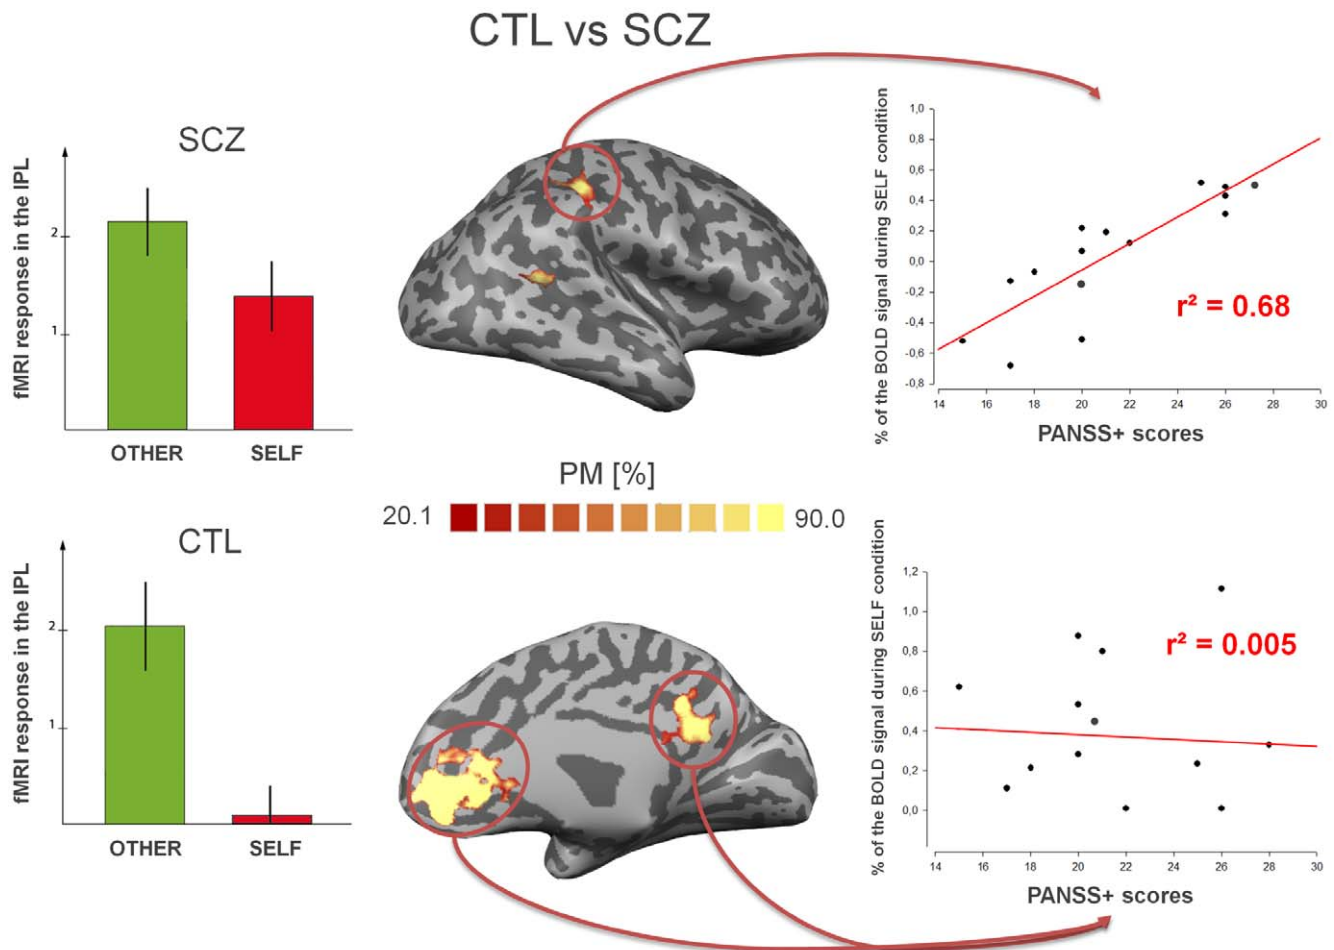 CTL vs SCZ
SCZ
fMRI response in the IPL
2
1
OTHER SELF
% of the BOLD signal during SELF condition
1,0
0,8
0,6
0,4
0,2
0,0
-0,2
-0,4
-0,6
-0,8
r² = 0.68
14 16 18 20 22 24 26 28 30
PANSS+ scores
PM [%]
20.1 90.0
CTL
fMRI response in the IPL
2
1
OTHER SELF
% of the BOLD signal during SELF condition
1,2
1,0
0,8
0,6
0,4
0,2
0,0
r² = 0.005
14 16 18 20 22 24 26 28 30
PANSS+ scores